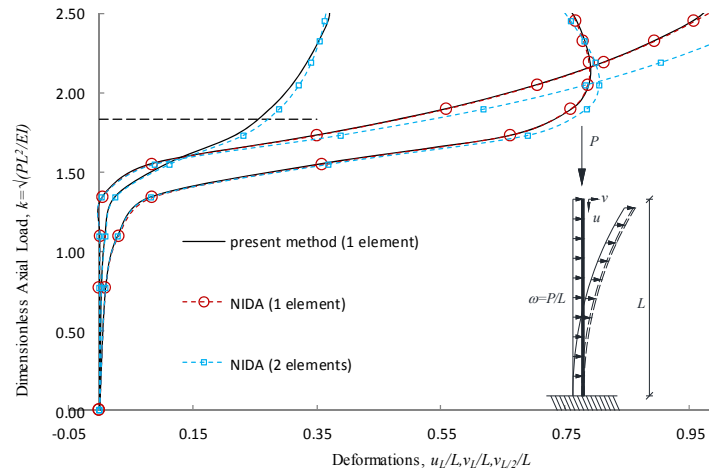 2.50
2.00
1.50
1.00
0.50
0.00
Dimensionless Axial Load, k=√(PL²/EI)
P
v
u
L
ω=P/L
present method (1 element)
NIDA (1 element)
NIDA (2 elements)
-0.05 0.15 0.35 0.55 0.75 0.95
Deformations, u_L/L,v_L/L,v_L/2/L